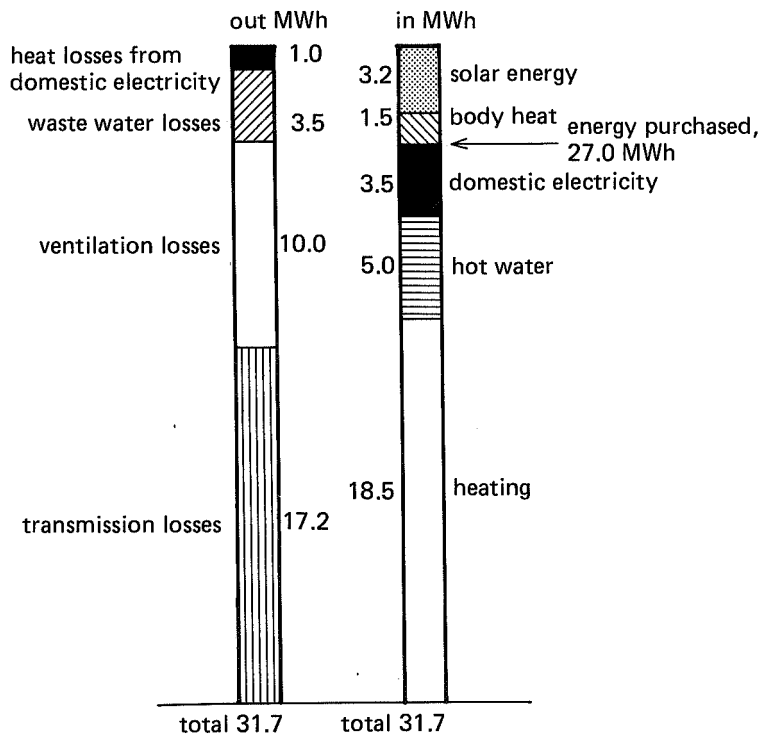 out MWh
heat losses from
domestic electricity
1.0
waste water losses
3.5
ventilation losses
10.0
transmission losses
17.2
total 31.7
in MWh
3.2
solar energy
1.5
body heat
energy purchased,
27.0 MWh
3.5
domestic electricity
5.0
hot water
18.5
heating
total 31.7